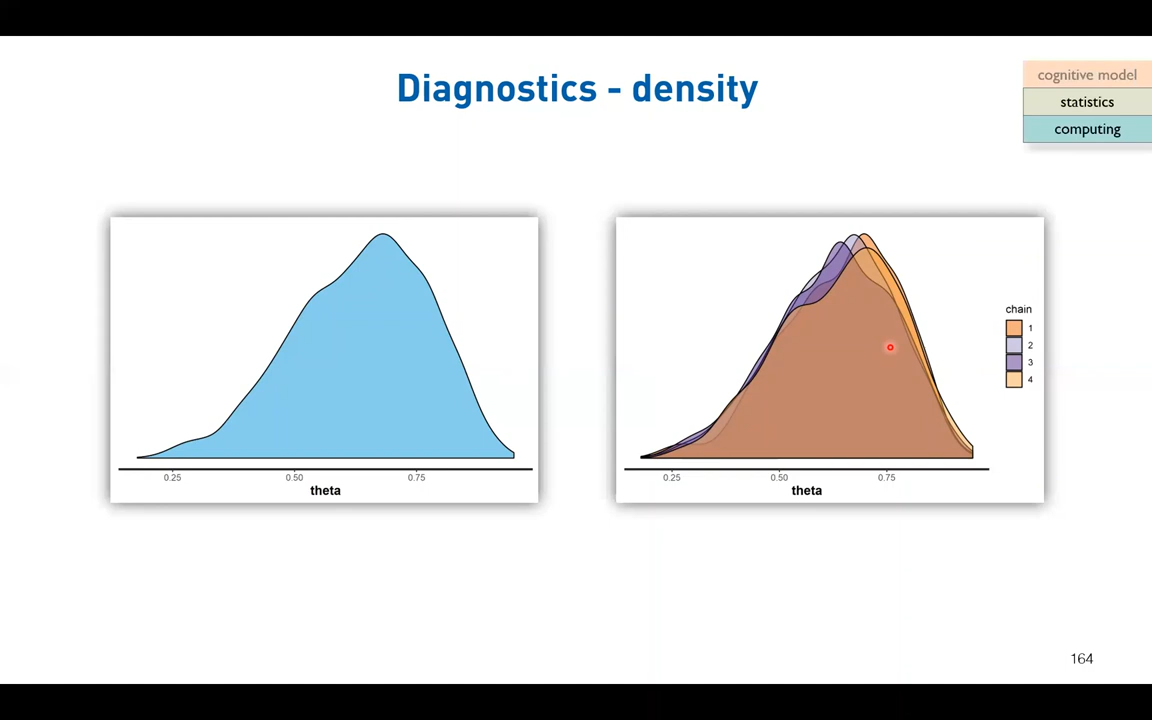 Diagnostics - density
cognitive model
statistics
computing
0.25 0.50 0.75
theta
0.25 0.50 0.75
theta
chain
1
2
3
4
164